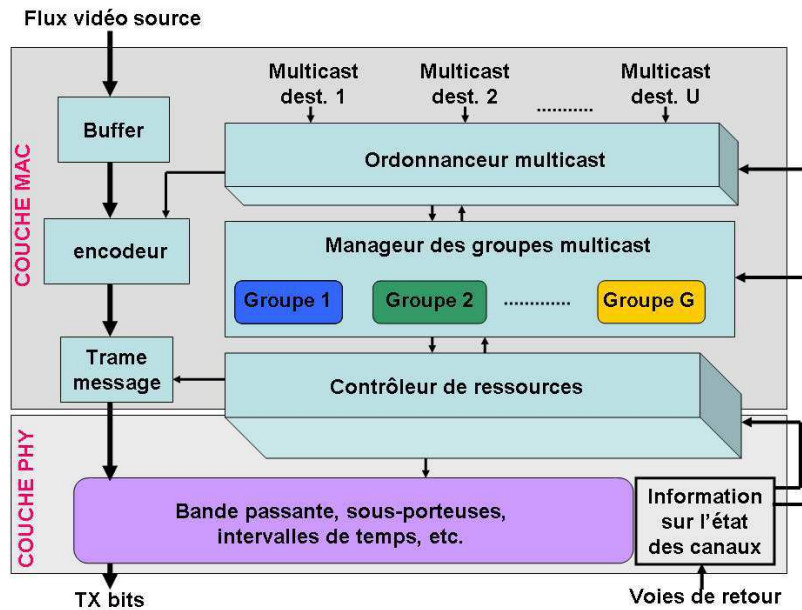 Flux vidéo source
COUCHE MAC
Multicast
dest. 1
Multicast
dest. 2
...........
Multicast
dest. U
Buffer
Ordonnanceur multicast
encodeur
Manageur des groupes multicast
Groupe 1
Groupe 2
............
Groupe G
Trame
message
Contrôleur de ressources
COUCHE PHY
Bande passante, sous-porteuses,
intervalles de temps, etc.
Information
sur l'état
des canaux
TX bits
Voies de retour